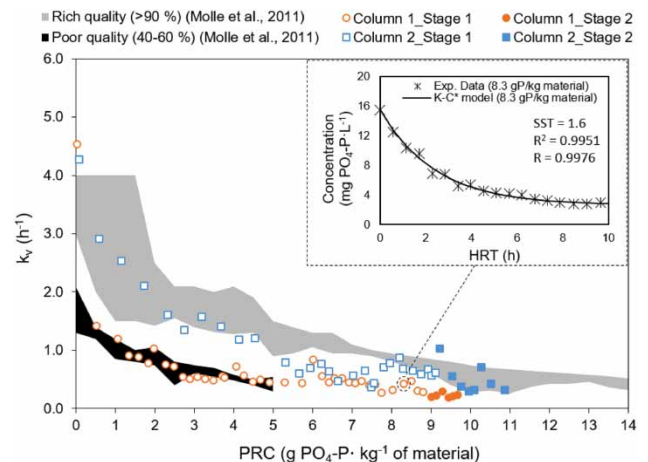 Rich quality (>90 %) (Molle et al., 2011) Column 1_Stage 1 Column 1_Stage 2
Poor quality (40-60 %) (Molle et al., 2011) Column 2_Stage 1 Column 2_Stage 2
6.0
5.0
4.0
3.0
2.0
1.0
0.0
kv (h-1)
0 1 2 3 4 5 6 7 8 9 10 11 12 13 14
PRC (g PO4-P· kg-1 of material)
20
16
12
8
4
0
Concentration
(mg PO4-P·L-1)
Exp. Data (8.3 gP/kg material)
K-C* model (8.3 gP/kg material)
SST = 1.6
R2 = 0.9951
R = 0.9976
0 2 4 6 8 10
HRT (h)